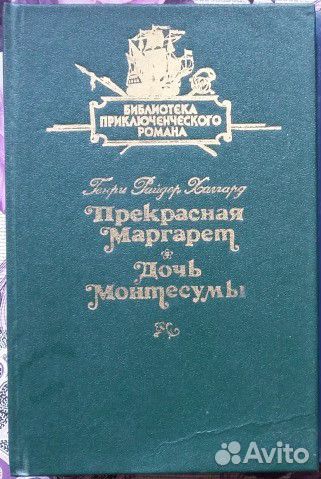 БИБЛИОТЕКА
ПРИКЛЮЧЕНЧЕСКОГО
РОМАНА
Генри Райдер Хаггард
Прекрасная
Маргарет
Дочь
Монтесумы
Avito